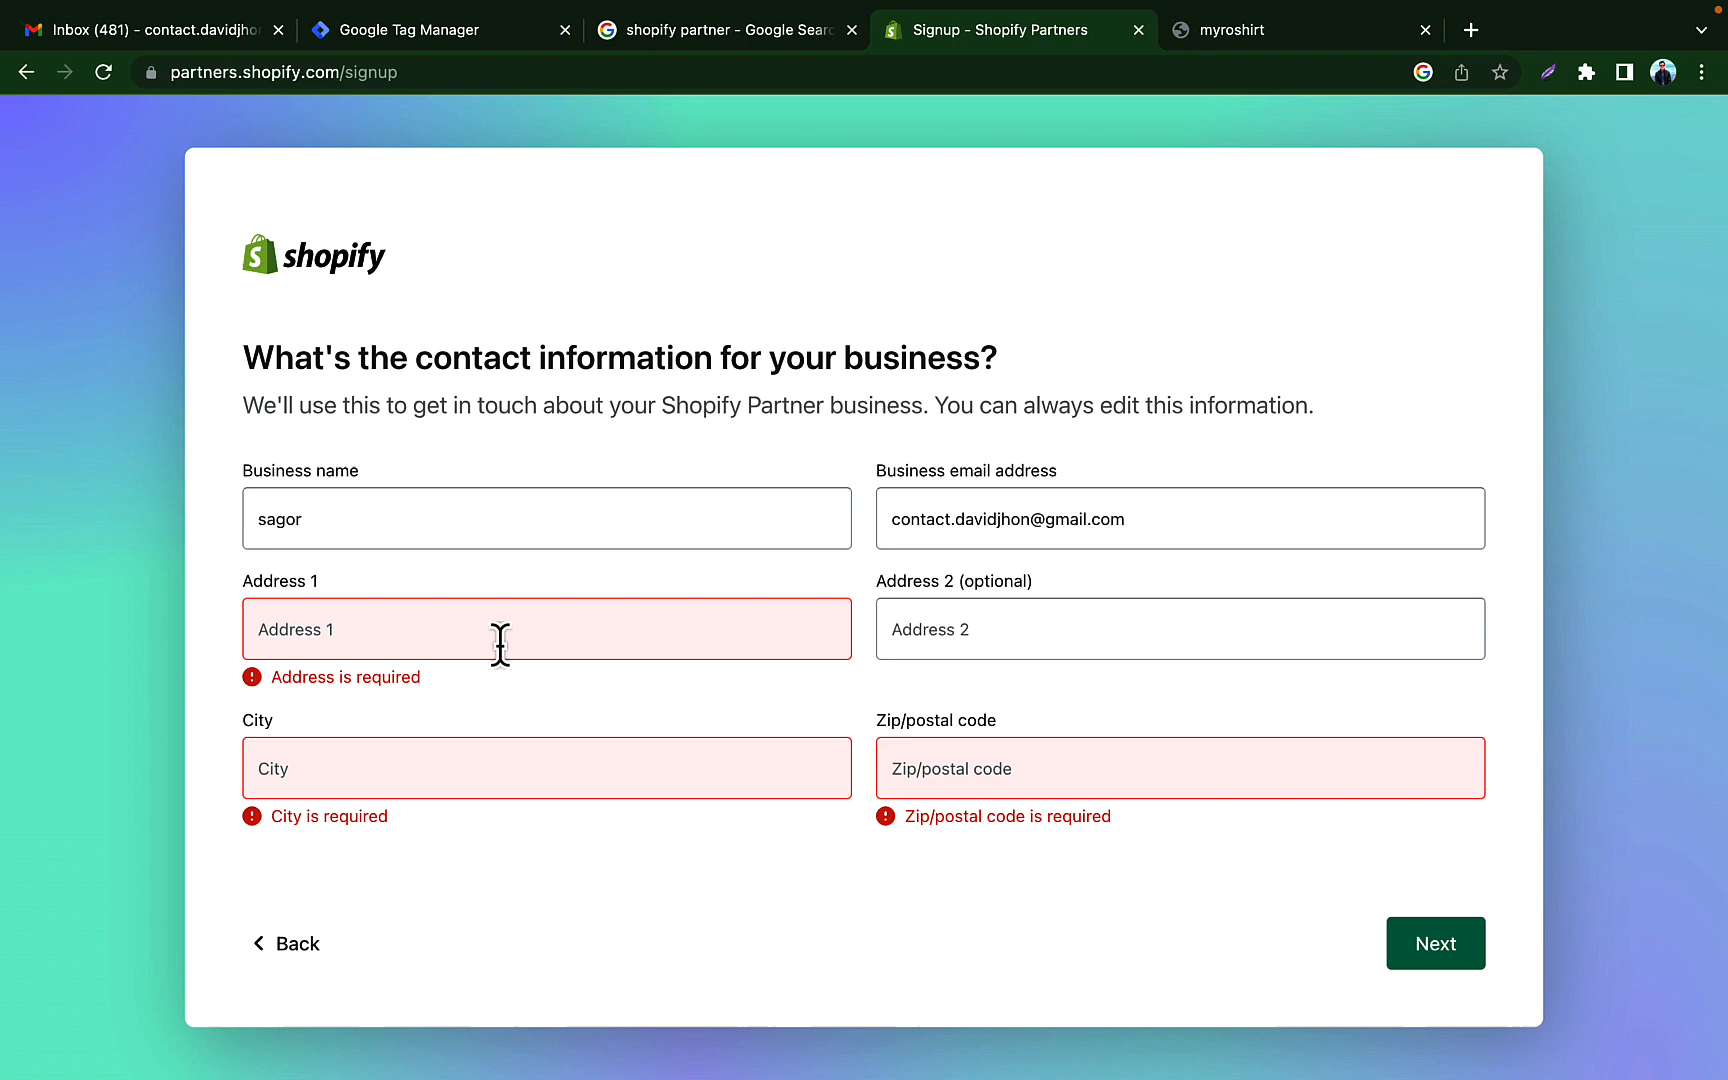 Inbox (481) - contact.davidjhon
Google Tag Manager
shopify partner - Google Searc
Signup - Shopify Partners
myroshirt
partners.shopify.com/signup
shopify
What's the contact information for your business?
We'll use this to get in touch about your Shopify Partner business. You can always edit this information.
Business name
Business email address
sagor
contact.davidjhon@gmail.com
Address 1
Address 2 (optional)
Address 1
Address 2
Address is required
City
Zip/postal code
City
Zip/postal code
City is required
Zip/postal code is required
Back
Next